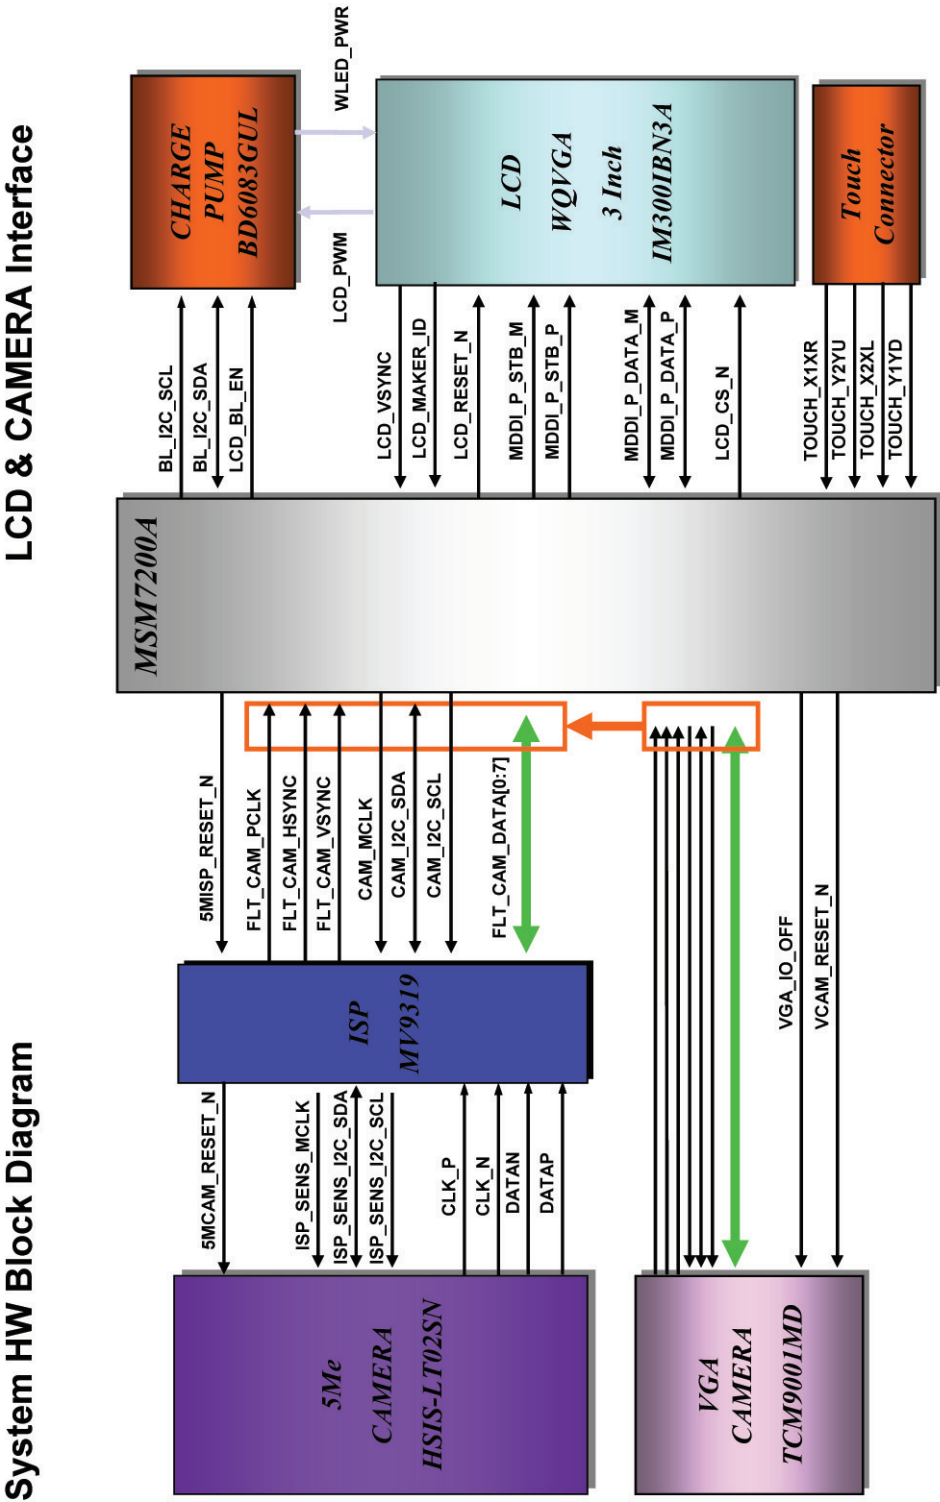 System HW Block Diagram
LCD & CAMERA Interface
5Me
CAMERA
HSIS-LT02SN
5MCAM_RESET_N
ISP_SENS_MCLK
ISP_SENS_I2C_SDA
ISP_SENS_I2C_SCL
CLK_P
CLK_N
DATAN
DATAP
ISP
MV9319
5MISP_RESET_N
FLT_CAM_PCLK
FLT_CAM_HSYNC
FLT_CAM_VSYNC
CAM_MCLK
CAM_I2C_SDA
CAM_I2C_SCL
FLT_CAM_DATA[0:7]
VGA
CAMERA
TCM9001MD
VGA_IO_OFF
VCAM_RESET_N
MSM7200A
BL_I2C_SCL
BL_I2C_SDA
LCD_BL_EN
CHARGE
PUMP
BD6083GUL
LCD_PWM
WLED_PWR
LCD_VSYNC
LCD_MAKER_ID
LCD_RESET_N
MDDI_P_STB_M
MDDI_P_STB_P
MDDI_P_DATA_M
MDDI_P_DATA_P
LCD_CS_N
LCD
WQVGA
3 Inch
IM300IBN3A
TOUCH_X1XR
TOUCH_Y2YU
TOUCH_X2XL
TOUCH_Y1YD
Touch
Connector